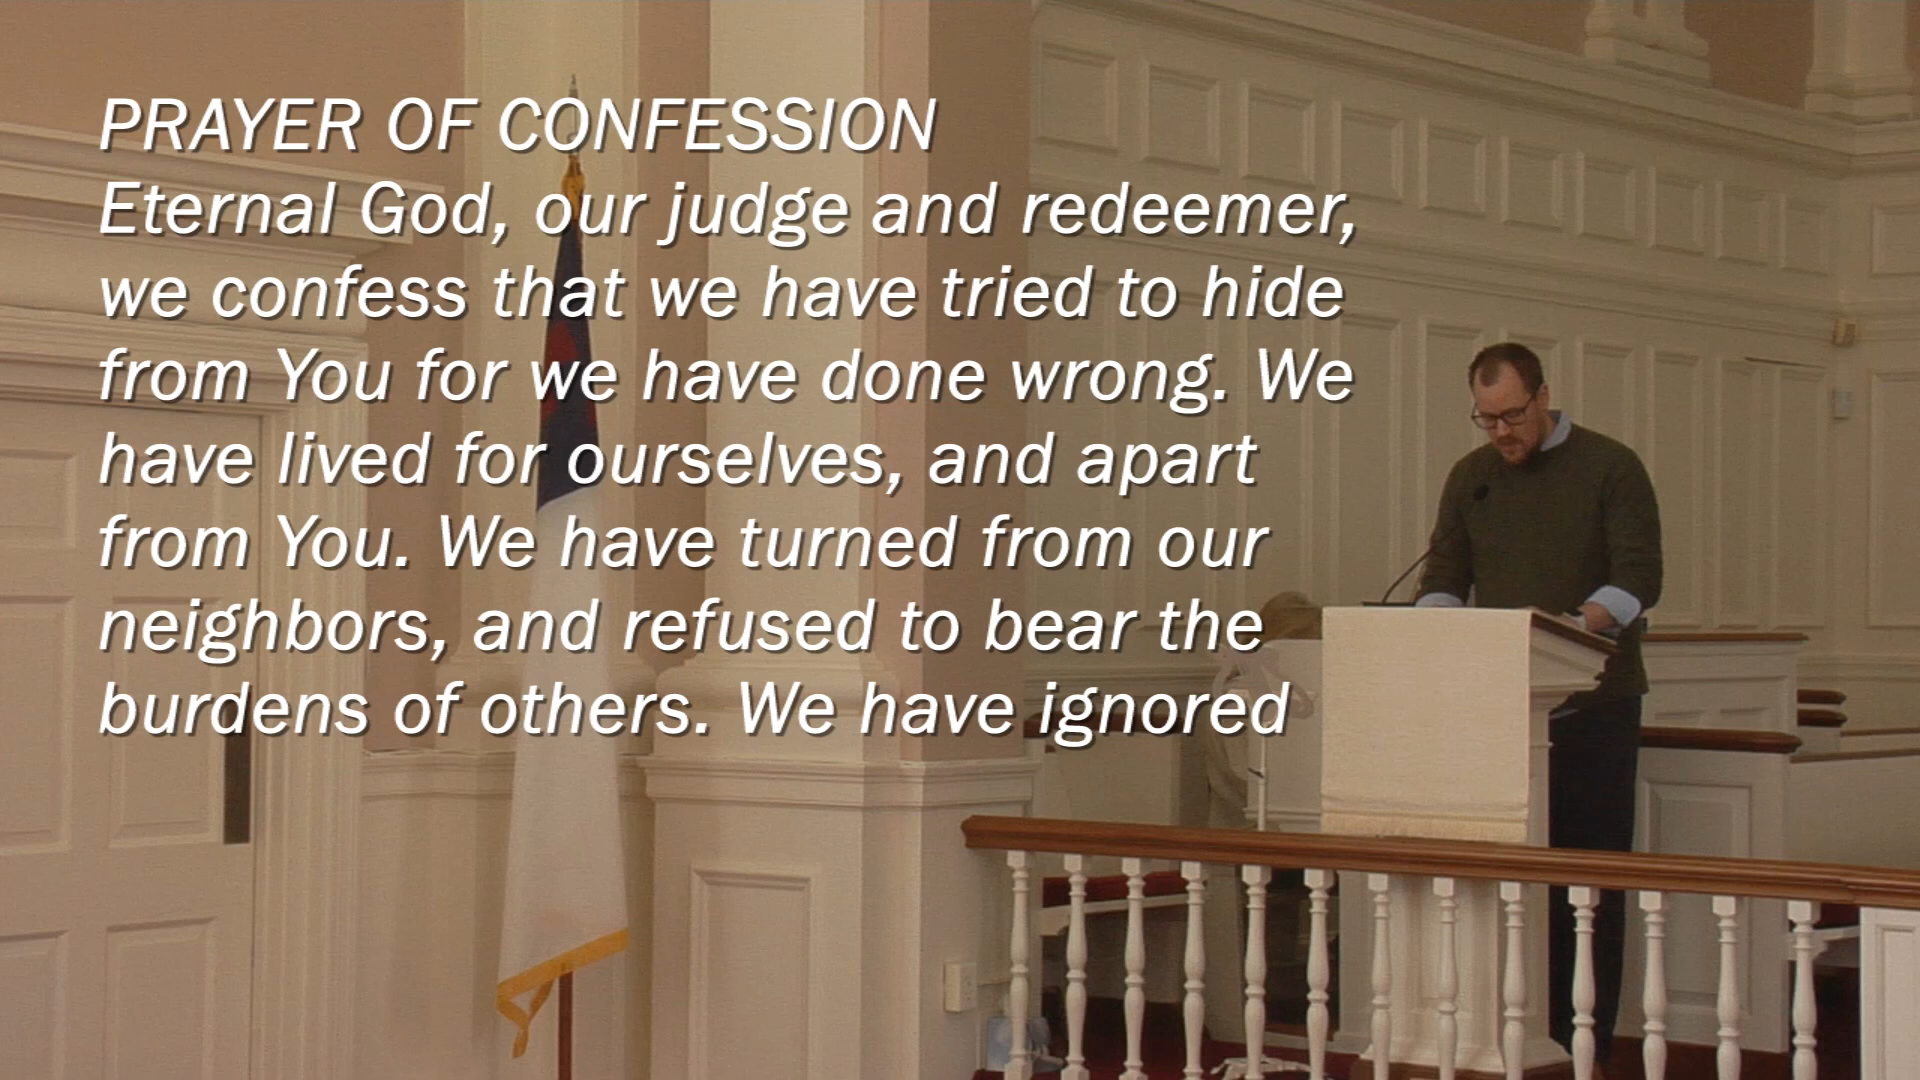 PRAYER OF CONFESSION
Eternal God, our judge and redeemer,
we confess that we have tried to hide
from You for we have done wrong. We
have lived for ourselves, and apart
from You. We have turned from our
neighbors, and refused to bear the
burdens of others. We have ignored